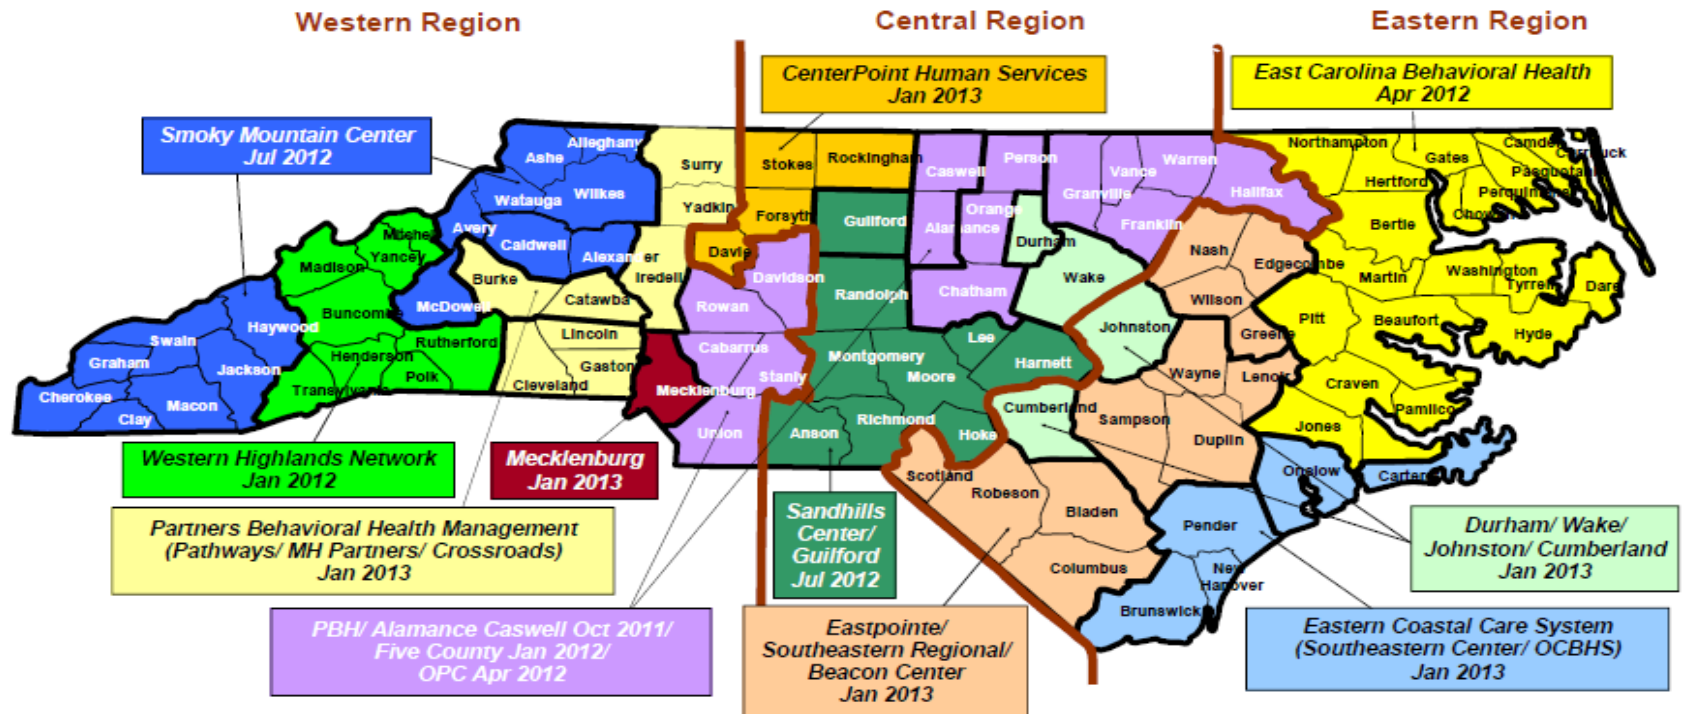 Western Region
Central Region
Eastern Region
CenterPoint Human Services
Jan 2013
East Carolina Behavioral Health
Apr 2012
Smoky Mountain Center
Jul 2012
Alleghany
Ashe
Surry
Stokes
Rockingham
Caswell
Person
Vance
Warren
Northampton
Gates
Camden
Currituck
Pasquotank
Watauga
Wilkes
Yadkin
Forsyth
Guilford
Alamance
Orange
Granville
Franklin
Halifax
Hertford
Perquimans
Chowan
Bertie
Avery
Mitchell
Yancey
Caldwell
Alexander
Iredell
Davie
Davidson
Durham
Wake
Nash
Edgecombe
Martin
Washington
Tyrrell
Dare
Madison
Burke
Catawba
Rowan
Randolph
Chatham
Wilson
McDowell
Buncombe
Haywood
Swain
Lincoln
Johnston
Greene
Pitt
Beaufort
Hyde
Graham
Jackson
Henderson
Rutherford
Gaston
Cabarrus
Stanly
Montgomery
Moore
Lee
Harnett
Wayne
Lenoir
Craven
Pamlico
Cherokee
Clay
Macon
Transylvania
Polk
Cleveland
Mecklenburg
Union
Anson
Richmond
Hoke
Cumberland
Sampson
Duplin
Jones
Onslow
Carter
Scotland
Robeson
Bladen
Pender
Columbus
New
Hanover
Brunswick
Western Highlands Network
Jan 2012
Mecklenburg
Jan 2013
Partners Behavioral Health Management
(Pathways/ MH Partners/ Crossroads)
Jan 2013
Sandhills
Center/
Guilford
Jul 2012
Durham/ Wake/
Johnston/ Cumberland
Jan 2013
PBH/ Alamance Caswell Oct 2011/
Five County Jan 2012/
OPC Apr 2012
Eastpointe/
Southeastern Regional/
Beacon Center
Jan 2013
Eastern Coastal Care System
(Southeastern Center/ OCBHS)
Jan 2013